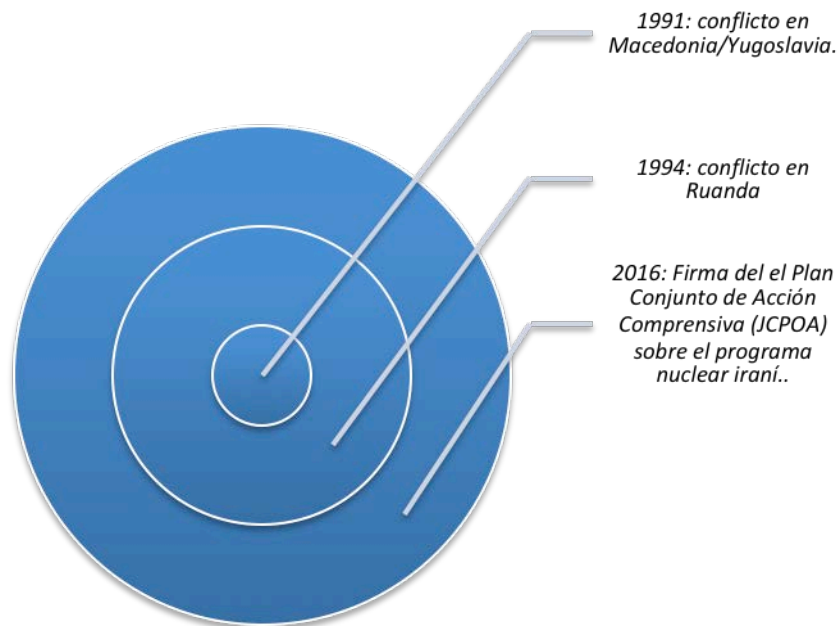 1991: conflicto en
Macedonia/Yugoslavia.
1994: conflicto en
Ruanda
2016: Firma del el Plan
Conjunto de Acción
Comprensiva (JCPOA)
sobre el programa
nuclear iraní..